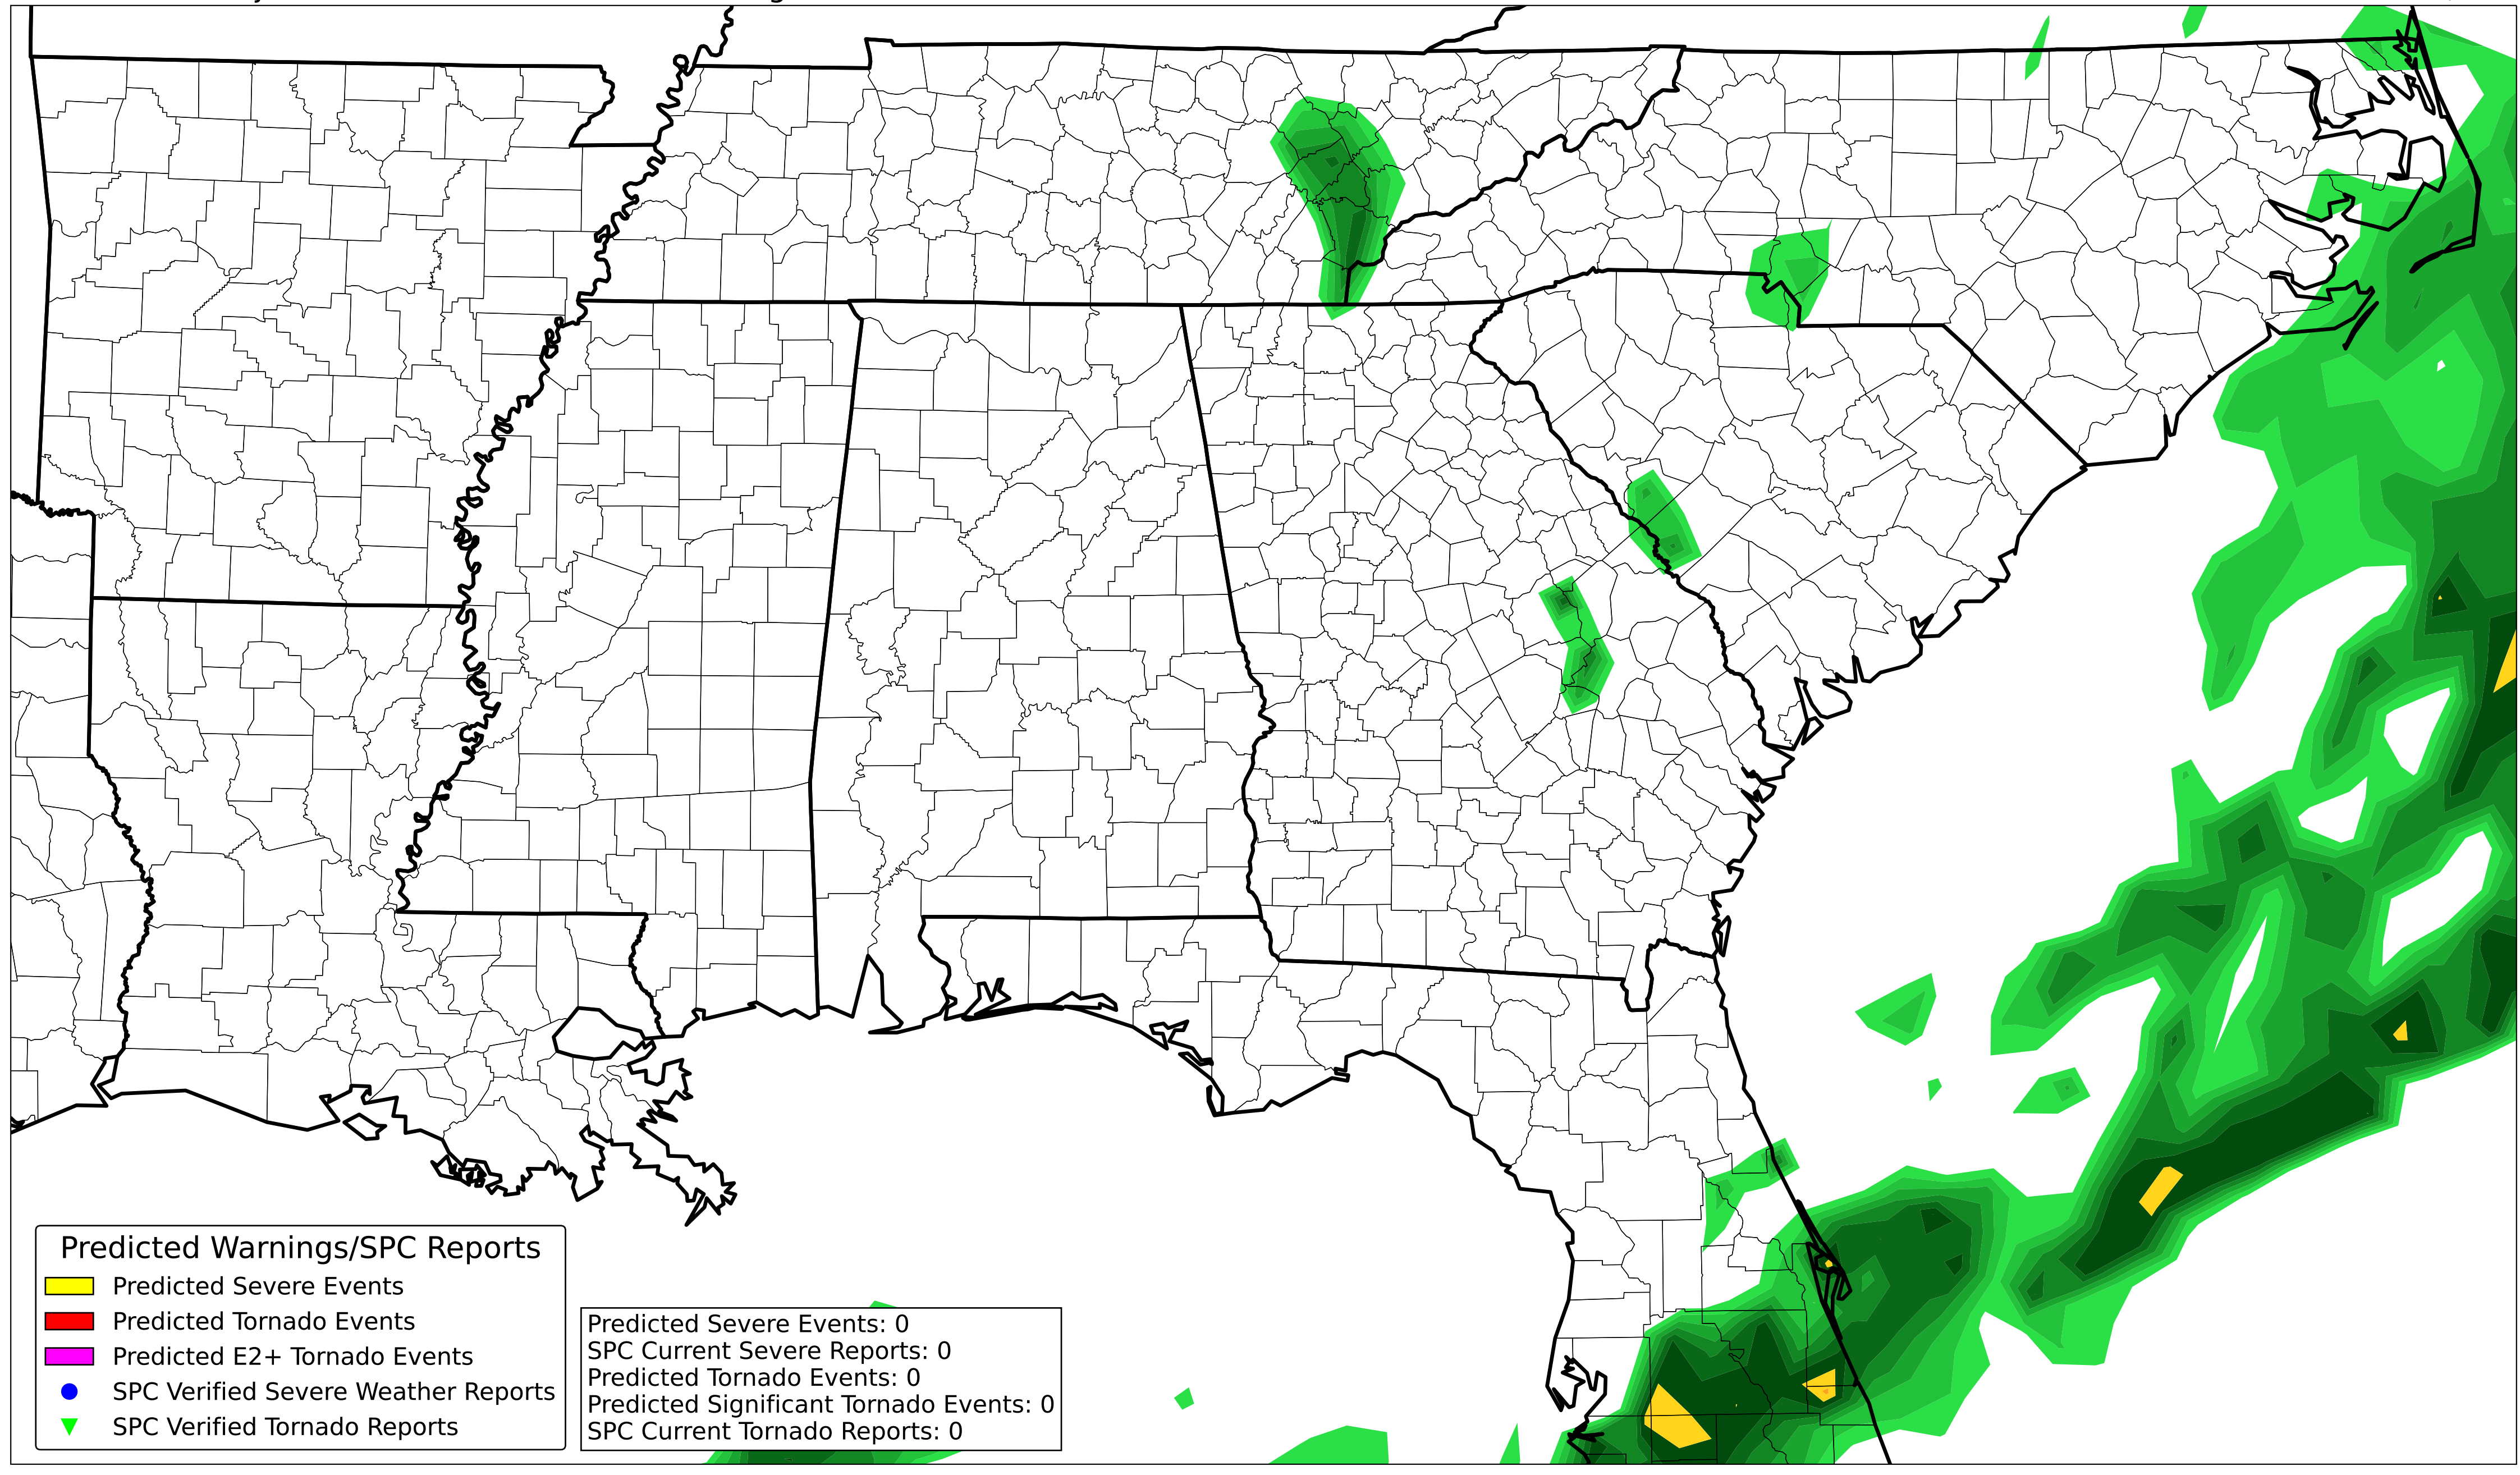 Predicted Warnings/SPC Reports
Predicted Severe Events
Predicted Tornado Events
Predicted E2+ Tornado Events
SPC Verified Severe Weather Reports
SPC Verified Tornado Reports
Predicted Severe Events: 0
SPC Current Severe Reports: 0
Predicted Tornado Events: 0
Predicted Significant Tornado Events: 0
SPC Current Tornado Reports: 0